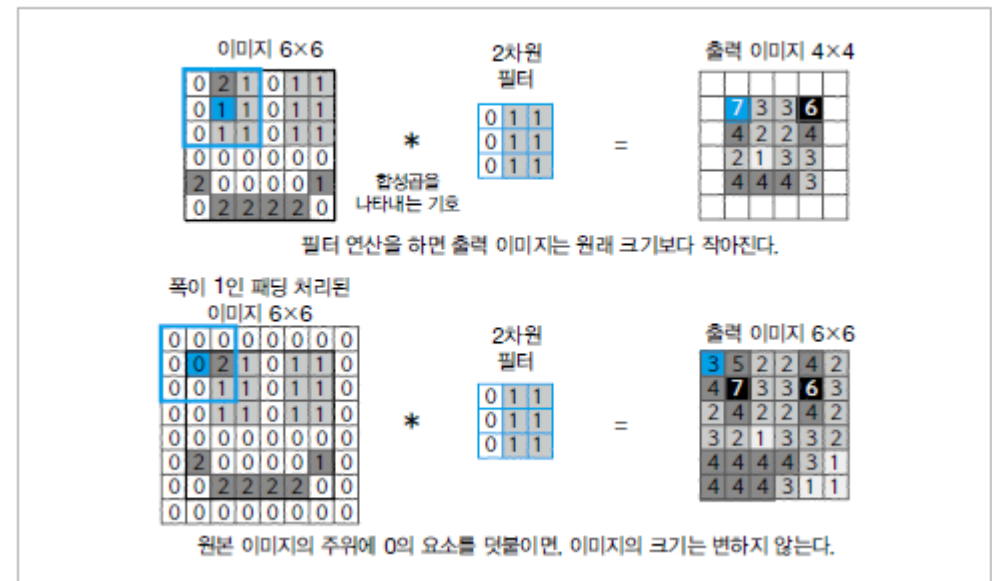 이미지 6×6
0 2 1 0 1 1
0 1 1 0 1 1
0 1 1 0 1 1
0 0 0 0 0 0
2 0 0 0 0 1
0 2 2 2 2 0
*
합성곱을
나타내는 기호
2차원
필터
0 1 1
0 1 1
0 1 1
=
출력 이미지 4×4
7 3 3 6
4 2 2 4
2 1 3 3
4 4 4 3
필터 연산을 하면 출력 이미지는 원래 크기보다 작아진다.
폭이 1인 패딩 처리된
이미지 6×6
0 0 0 0 0 0 0 0
0 0 2 1 0 1 1 0
0 0 1 1 0 1 1 0
0 0 1 1 0 1 1 0
0 0 0 0 0 0 0 0
0 2 0 0 0 0 1 0
0 0 2 2 2 2 0 0
0 0 0 0 0 0 0 0
*
2차원
필터
0 1 1
0 1 1
0 1 1
=
출력 이미지 6×6
3 5 2 2 4 2
4 7 3 3 6 3
2 4 2 2 4 2
3 2 1 3 3 2
4 4 4 4 3 1
4 4 4 3 1 1
원본 이미지의 주위에 0의 요소를 덧붙이면, 이미지의 크기는 변하지 않는다.